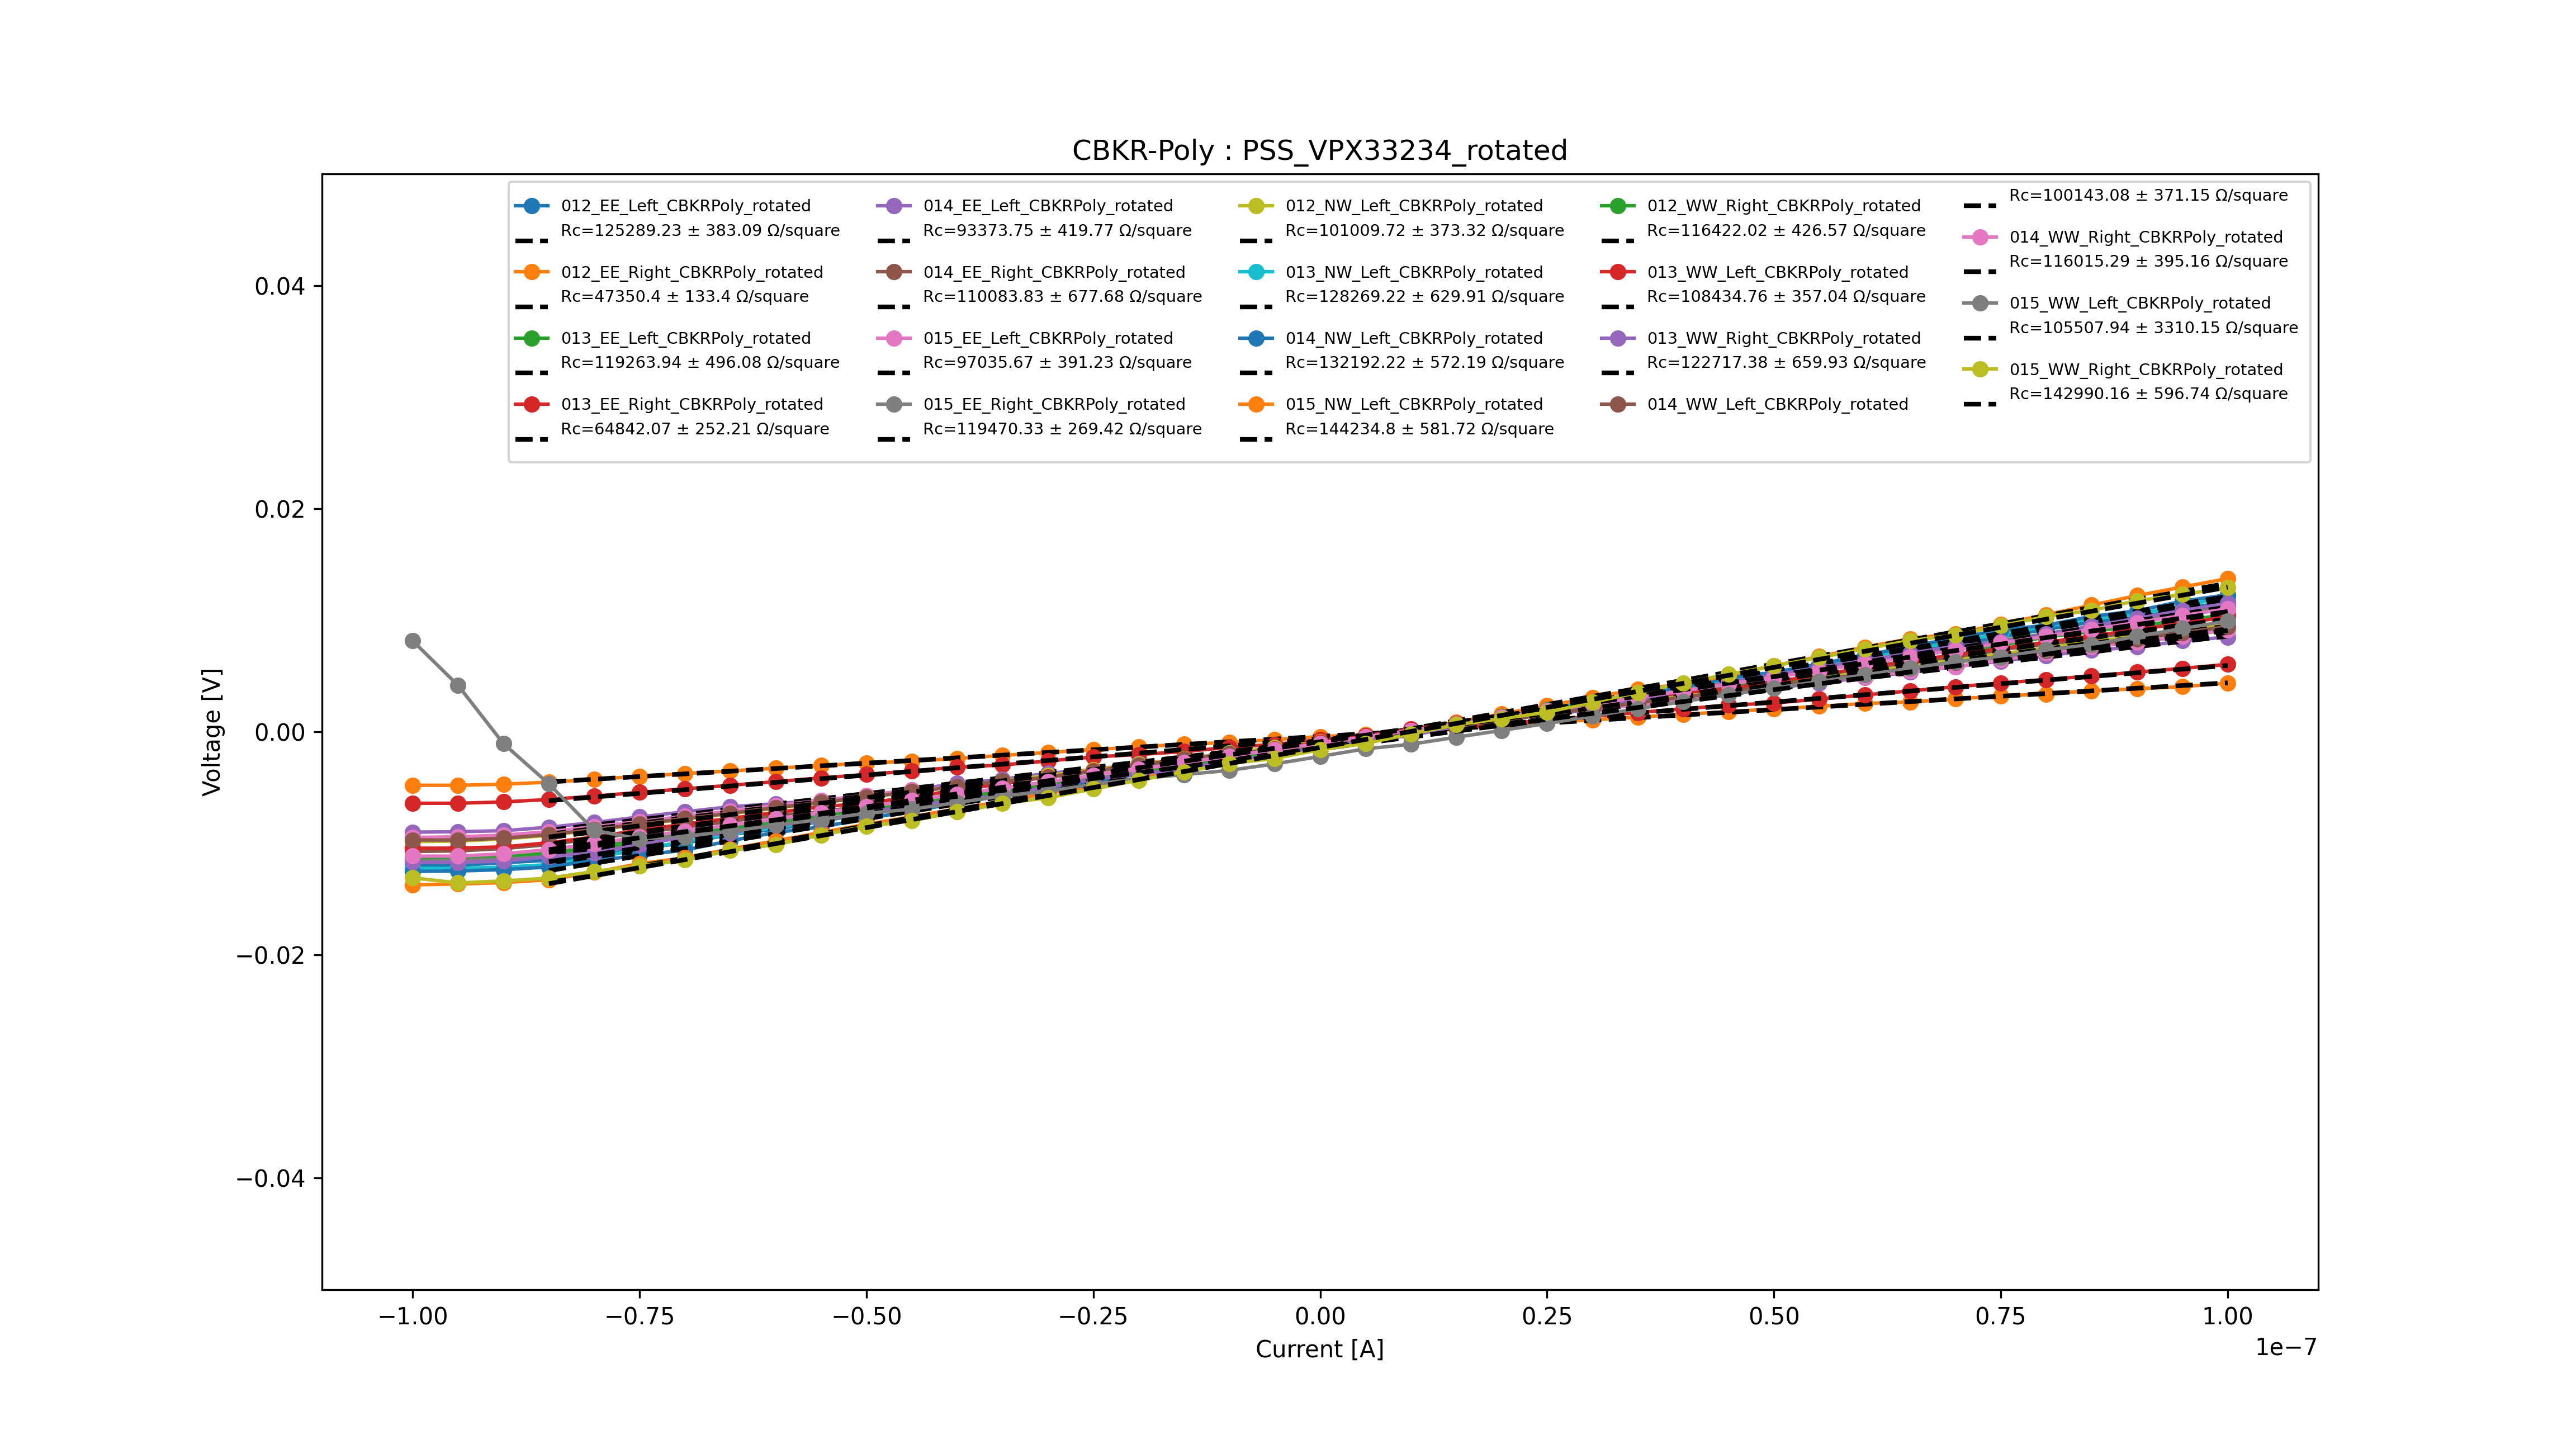 CBKR-Poly : PSS_VPX33234_rotated
012_EE_Left_CBKRPoly_rotated
Rc=125289.23 ± 383.09 Ω/square
012_EE_Right_CBKRPoly_rotated
Rc=47350.4 ± 133.4 Ω/square
013_EE_Left_CBKRPoly_rotated
Rc=119263.94 ± 496.08 Ω/square
013_EE_Right_CBKRPoly_rotated
Rc=64842.07 ± 252.21 Ω/square
014_EE_Left_CBKRPoly_rotated
Rc=93373.75 ± 419.77 Ω/square
014_EE_Right_CBKRPoly_rotated
Rc=110083.83 ± 677.68 Ω/square
015_EE_Left_CBKRPoly_rotated
Rc=97035.67 ± 391.23 Ω/square
015_EE_Right_CBKRPoly_rotated
Rc=119470.33 ± 269.42 Ω/square
012_NW_Left_CBKRPoly_rotated
Rc=101009.72 ± 373.32 Ω/square
013_NW_Left_CBKRPoly_rotated
Rc=128269.22 ± 629.91 Ω/square
014_NW_Left_CBKRPoly_rotated
Rc=132192.22 ± 572.19 Ω/square
015_NW_Left_CBKRPoly_rotated
Rc=144234.8 ± 581.72 Ω/square
012_WW_Right_CBKRPoly_rotated
Rc=116422.02 ± 426.57 Ω/square
013_WW_Left_CBKRPoly_rotated
Rc=108434.76 ± 357.04 Ω/square
013_WW_Right_CBKRPoly_rotated
Rc=122717.38 ± 659.93 Ω/square
014_WW_Left_CBKRPoly_rotated
Rc=100143.08 ± 371.15 Ω/square
014_WW_Right_CBKRPoly_rotated
Rc=116015.29 ± 395.16 Ω/square
015_WW_Left_CBKRPoly_rotated
Rc=105507.94 ± 3310.15 Ω/square
015_WW_Right_CBKRPoly_rotated
Rc=142990.16 ± 596.74 Ω/square
Voltage [V]
0.04
0.02
0.00
−0.02
−0.04
−1.00 −0.75 −0.50 −0.25 0.00 0.25 0.50 0.75 1.00
1e−7
Current [A]